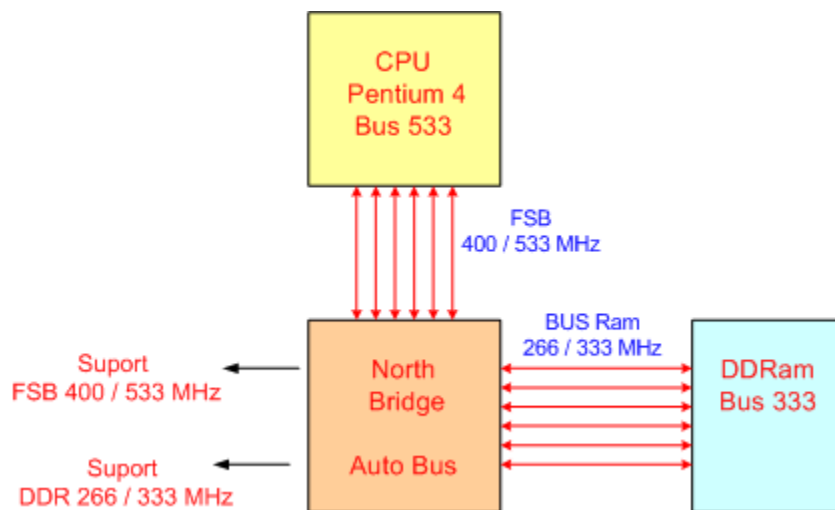 CPU
Pentium 4
Bus 533
FSB
400 / 533 MHz
BUS Ram
266 / 333 MHz
Suport
FSB 400 / 533 MHz
North
Bridge
Auto Bus
DDRam
Bus 333
Suport
DDR 266 / 333 MHz